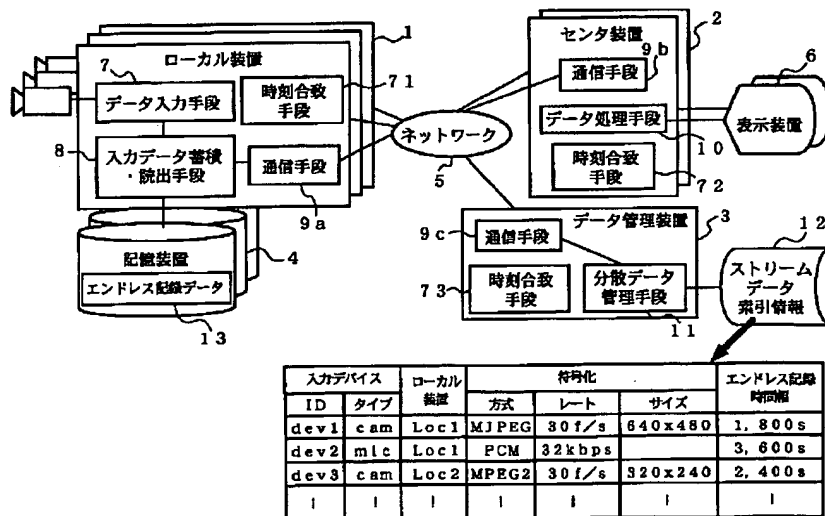 1
ローカル装置
7
データ入力手段
時刻合致
手段
71
8
入力データ蓄積
・読出手段
通信手段
9a
記憶装置
4
エンドレス記録データ
13
ネットワーク
5
2
センタ装置
9b
通信手段
データ処理手段
10
時刻合致
手段
72
6
表示装置
データ管理装置
3
9c
通信手段
時刻合致
手段
73
分散データ
管理手段
11
12
ストリーム
データ
索引情報
入力デバイス ローカル装置 符号化 エンドレス記録時間幅
ID タイプ 方式 レート サイズ
dev1 cam Loc1 MJPEG 30f/s 640x480 1,800s
dev2 mic Loc1 PCM 32kbps 3,600s
dev3 cam Loc2 MPEG2 30f/s 320x240 2,400s